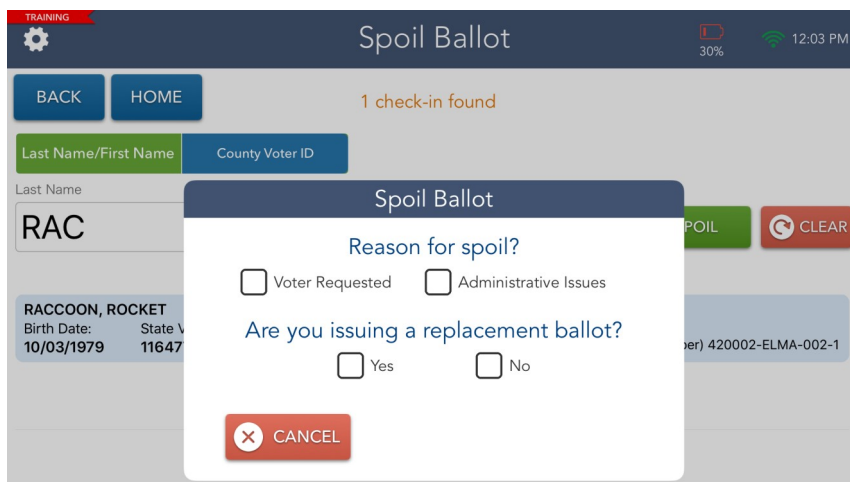 TRAINING
Spoil Ballot
30%
12:03 PM
BACK
HOME
1 check-in found
Last Name/First Name
County Voter ID
Last Name
RAC
CLEAR
Spoil Ballot
Reason for spoil?
Voter Requested
Administrative Issues
RACCOON, ROCKET
Birth Date:
State V
10/03/1979
11647
420002-ELMA-002-1
Are you issuing a replacement ballot?
Yes
No
CANCEL